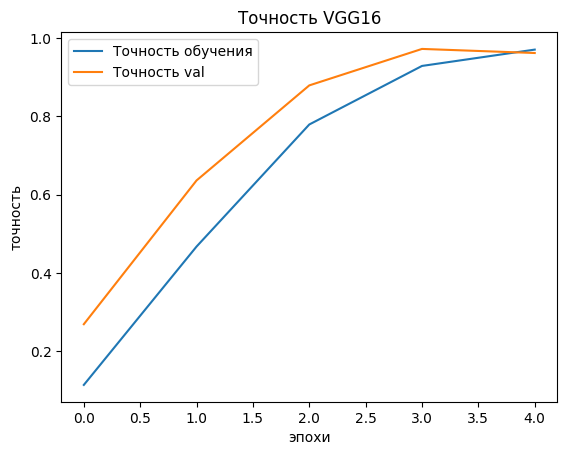 Точность VGG16
Точность обучения
Точность val
точность
1.0
0.8
0.6
0.4
0.2
0.0 0.5 1.0 1.5 2.0 2.5 3.0 3.5 4.0
эпохи